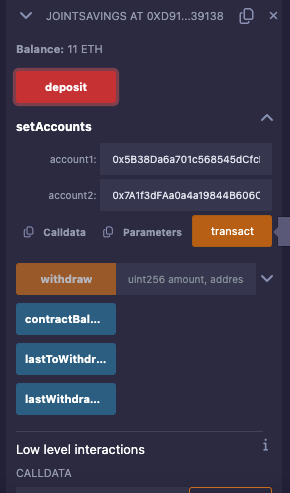 JOINTSAVINGS AT 0XD91...39138
Balance: 11 ETH
deposit
setAccounts
account1: 0x5B38Da6a701c568545dCfcI
account2: 0x7A1f3dFAa0a4a19844B606C
Calldata Parameters transact
withdraw uint256 amount, addres
contractBal...
lastToWithdr...
lastWithdra...
Low level interactions
i
CALLDATA